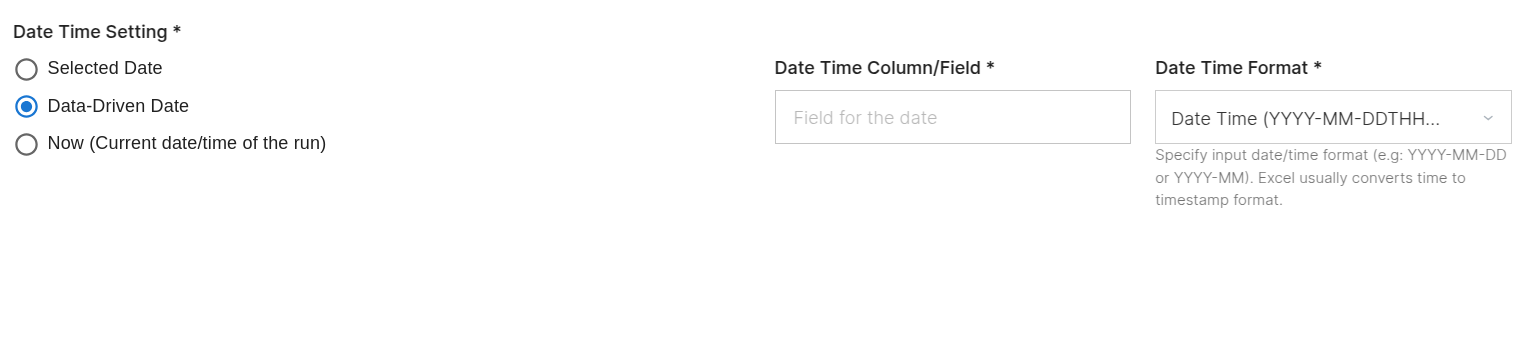 Date Time Setting *
Selected Date
Data-Driven Date
Now (Current date/time of the run)
Date Time Column/Field *
Field for the date
Date Time Format *
Date Time (YYYY-MM-DDTHH...
Specify input date/time format (e.g: YYYY-MM-DD
or YYYY-MM). Excel usually converts time to
timestamp format.